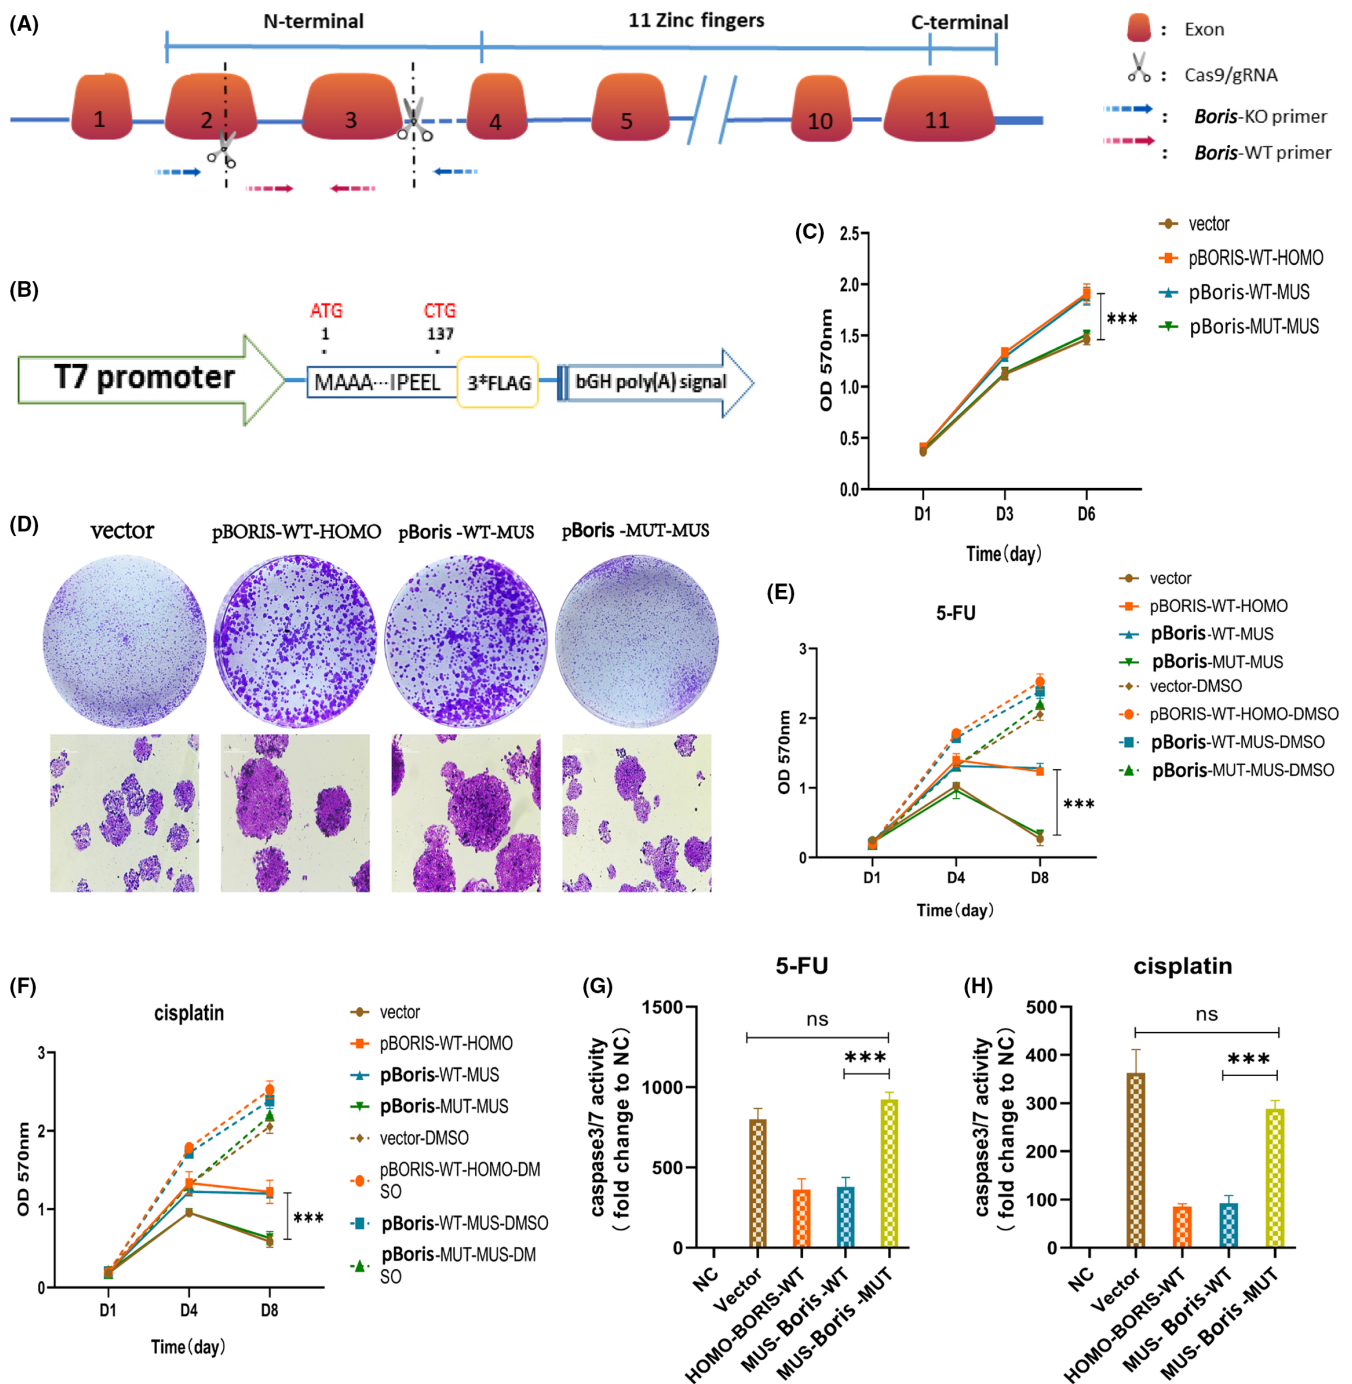 (A)
N-terminal
11 Zinc fingers
C-terminal
1
2
3
4
5
10
11
: Exon
: Cas9/gRNA
: Boris-KO primer
: Boris-WT primer
(B)
ATG
CTG
1
137
T7 promoter
MAAA···IPEEL
3*FLAG
bGH poly(A) signal
(C)
2.5
2.0
1.5
1.0
0.5
0.0
OD 570nm
D1
D3
D6
Time(day)
***
vector
pBORIS-WT-HOMO
pBoris-WT-MUS
pBoris-MUT-MUS
(D)
vector
pBORIS-WT-HOMO
pBoris -WT-MUS
pBoris -MUT-MUS
(E)
5-FU
3
2
1
0
OD 570nm
D1
D4
D8
Time(day)
***
vector
pBORIS-WT-HOMO
pBoris-WT-MUS
pBoris-MUT-MUS
vector-DMSO
pBORIS-WT-HOMO-DMSO
pBoris-WT-MUS-DMSO
pBoris-MUT-MUS-DMSO
(F)
cisplatin
3
2
1
0
OD 570nm
D1
D4
D8
Time(day)
***
vector
pBORIS-WT-HOMO
pBoris-WT-MUS
pBoris-MUT-MUS
vector-DMSO
pBORIS-WT-HOMO-DM
SO
pBoris-WT-MUS-DMSO
pBoris-MUT-MUS-DM
SO
(G)
5-FU
1500
1000
500
0
caspase3/7 activity
( fold change to NC)
ns
***
NC
Vector
HOMO-BORIS-WT
MUS- Boris -WT
MUS-Boris -MUT
(H)
cisplatin
500
400
300
200
100
0
caspase3/7 activity
( fold change to NC)
ns
***
NC
Vector
HOMO-BORIS-WT
MUS- Boris -WT
MUS- Boris -MUT